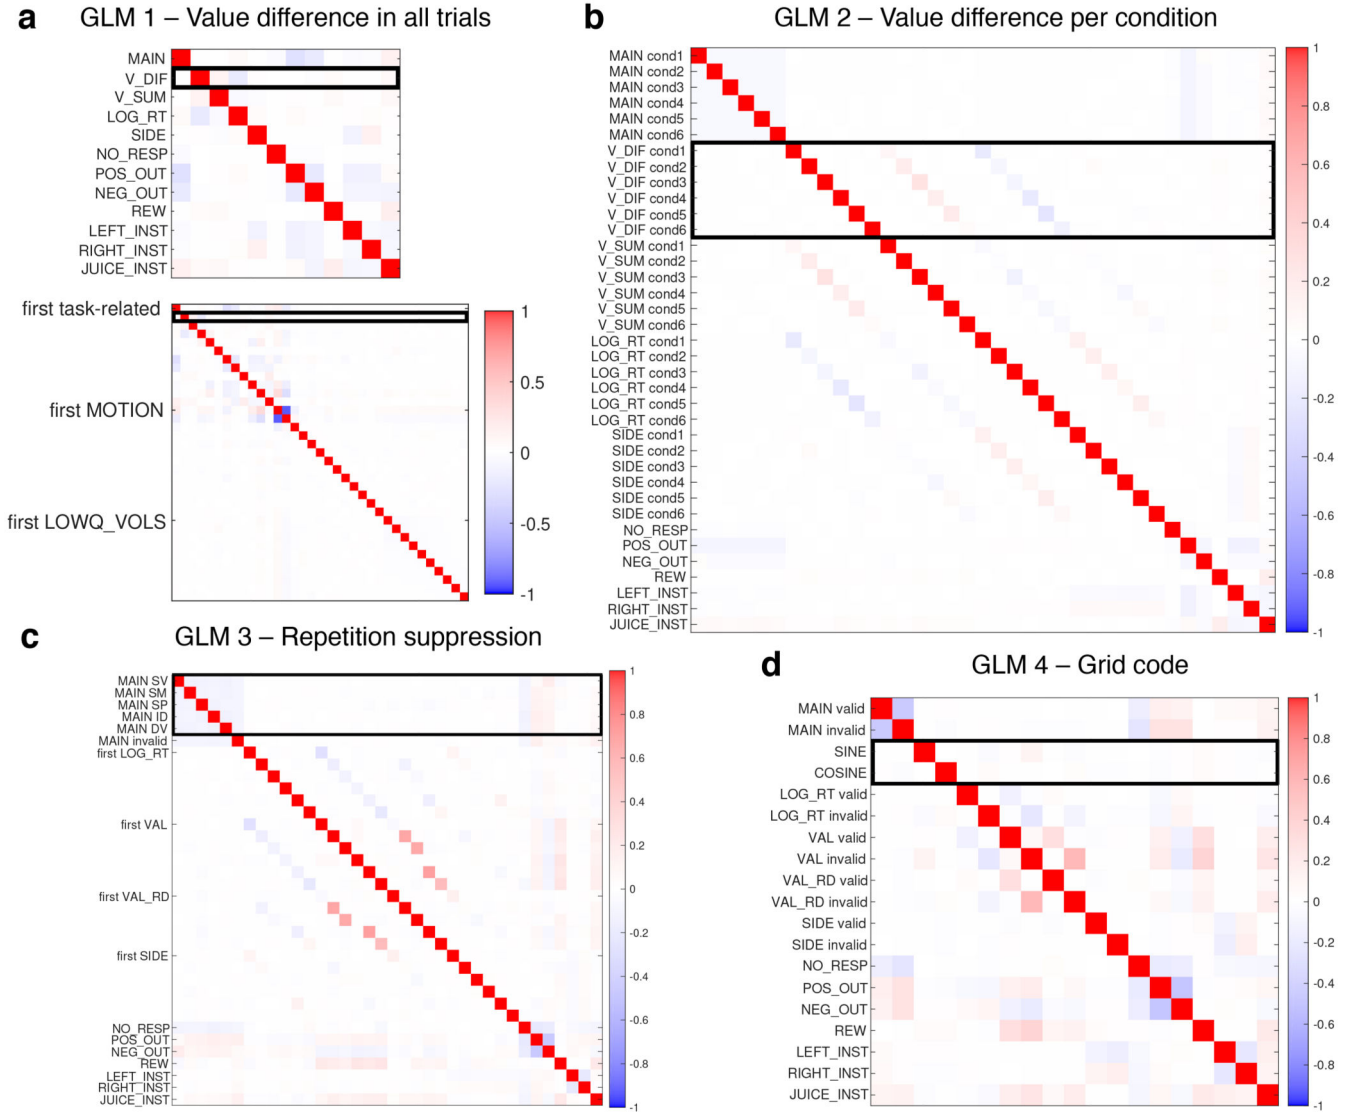 a
GLM 1 – Value difference in all trials
MAIN
V_DIF
V_SUM
LOG_RT
SIDE
NO_RESP
POS_OUT
NEG_OUT
REW
LEFT_INST
RIGHT_INST
JUICE_INST
first task-related
first MOTION
first LOWQ_VOLS
1
0.5
0
-0.5
-1
b
GLM 2 – Value difference per condition
MAIN cond1
MAIN cond2
MAIN cond3
MAIN cond4
MAIN cond5
MAIN cond6
V_DIF cond1
V_DIF cond2
V_DIF cond3
V_DIF cond4
V_DIF cond5
V_DIF cond6
V_SUM cond1
V_SUM cond2
V_SUM cond3
V_SUM cond4
V_SUM cond5
V_SUM cond6
LOG_RT cond1
LOG_RT cond2
LOG_RT cond3
LOG_RT cond4
LOG_RT cond5
LOG_RT cond6
SIDE cond1
SIDE cond2
SIDE cond3
SIDE cond4
SIDE cond5
SIDE cond6
NO_RESP
POS_OUT
NEG_OUT
REW
LEFT_INST
RIGHT_INST
JUICE_INST
1
0.8
0.6
0.4
0.2
0
-0.2
-0.4
-0.6
-0.8
-1
c
GLM 3 – Repetition suppression
MAIN SV
MAIN SM
MAIN SP
MAIN ID
MAIN DV
MAIN invalid
first LOG_RT
first VAL
first VAL_RD
first SIDE
NO_RESP
POS_OUT
NEG_OUT
REW
LEFT_INST
RIGHT_INST
JUICE_INST
1
0.8
0.6
0.4
0.2
0
-0.2
-0.4
-0.6
-0.8
-1
d
GLM 4 – Grid code
MAIN valid
MAIN invalid
SINE
COSINE
LOG_RT valid
LOG_RT invalid
VAL valid
VAL invalid
VAL_RD valid
VAL_RD invalid
SIDE valid
SIDE invalid
NO_RESP
POS_OUT
NEG_OUT
REW
LEFT_INST
RIGHT_INST
JUICE_INST
1
0.8
0.6
0.4
0.2
0
-0.2
-0.4
-0.6
-0.8
-1